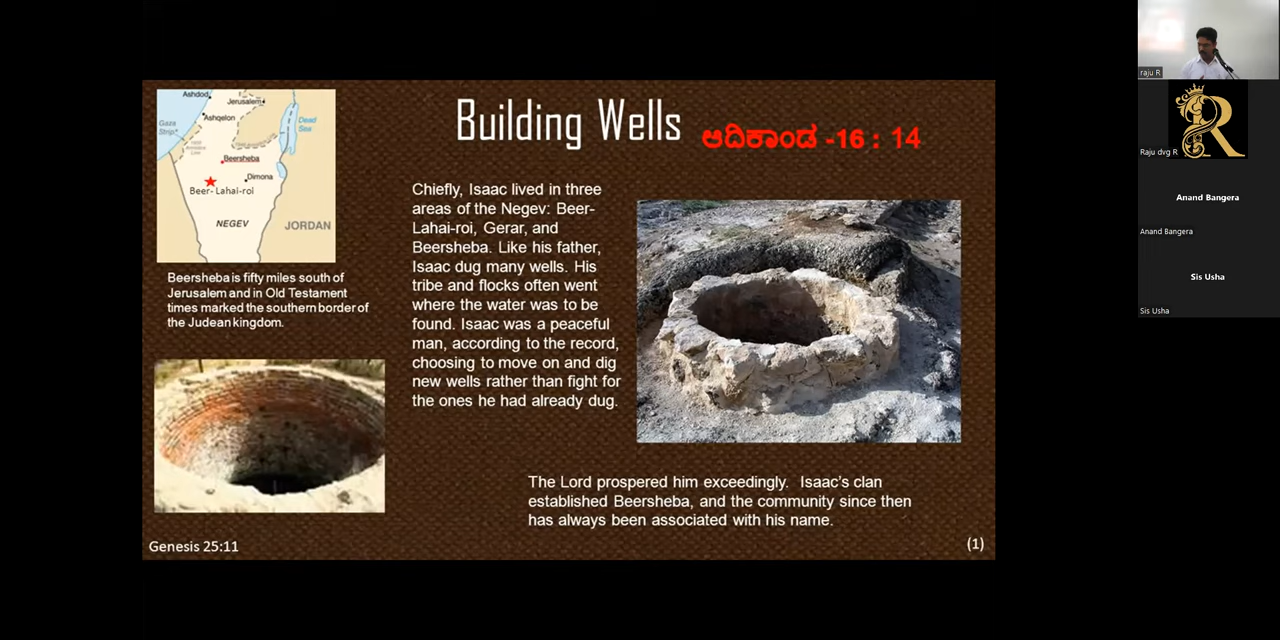 Building Wells
ಆದಿಕಾಂಡ -16 : 14
Ashdod
Jerusalem
Ashqelon
Gaza
Strip
Dead
Sea
Beersheba
Dimona
Beer- Lahai-roi
NEGEV
JORDAN
Beersheba is fifty miles south of
Jerusalem and in Old Testament
times marked the southern border of
the Judean kingdom.
Chiefly, Isaac lived in three
areas of the Negev: Beer-
Lahai-roi, Gerar, and
Beersheba. Like his father,
Isaac dug many wells. His
tribe and flocks often went
where the water was to be
found. Isaac was a peaceful
man, according to the record,
choosing to move on and dig
new wells rather than fight for
the ones he had already dug.
The Lord prospered him exceedingly. Isaac's clan
established Beersheba, and the community since then
has always been associated with his name.
Genesis 25:11
(1)
raju R
R
Raju dvg R
Anand Bangera
Anand Bangera
Sis Usha
Sis Usha